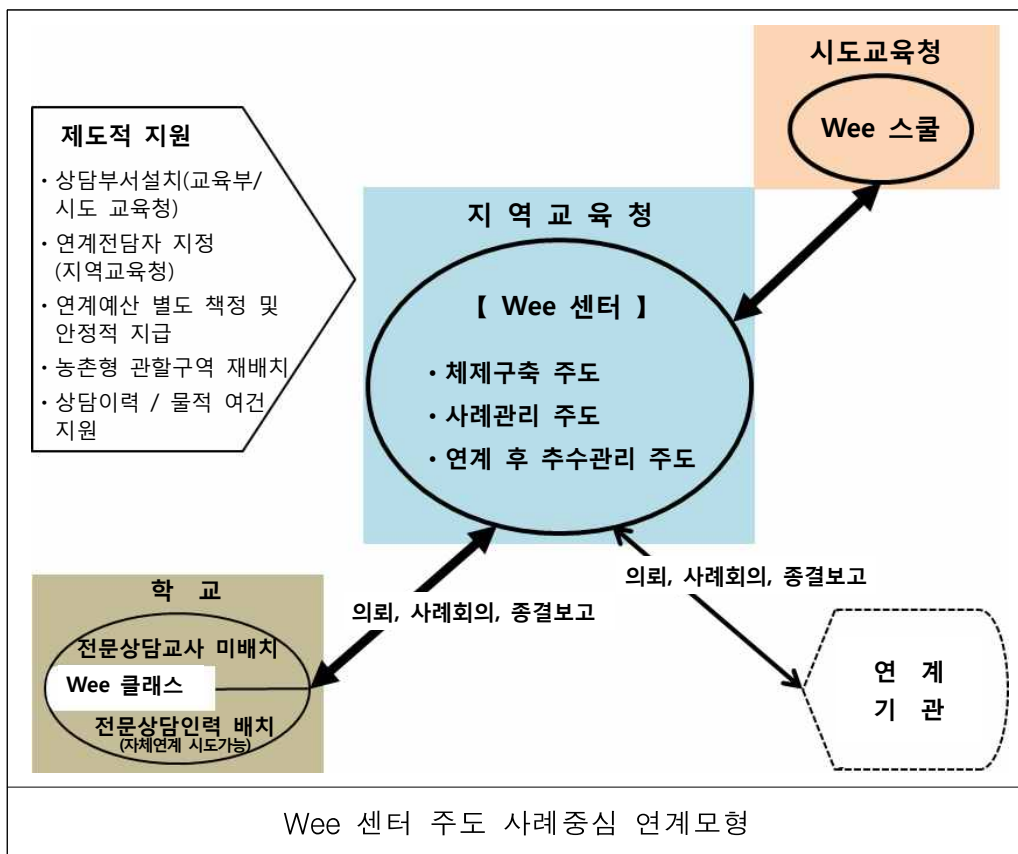 시도교육청
Wee 스쿨
제도적 지원
· 상담부서설치(교육부/
시도 교육청)
· 연계전담자 지정
(지역교육청)
· 연계예산 별도 책정 및
안정적 지급
· 농촌형 관할구역 재배치
· 상담이력 / 물적 여건
지원
지역교육청
【 Wee 센터 】
· 체제구축 주도
· 사례관리 주도
· 연계 후 추수관리 주도
의뢰, 사례회의, 종결보고
의뢰, 사례회의, 종결보고
학 교
전문상담교사 미배치
Wee 클래스
전문상담인력 배치
(자체연계 시도가능)
연 계
기 관
Wee 센터 주도 사례중심 연계모형